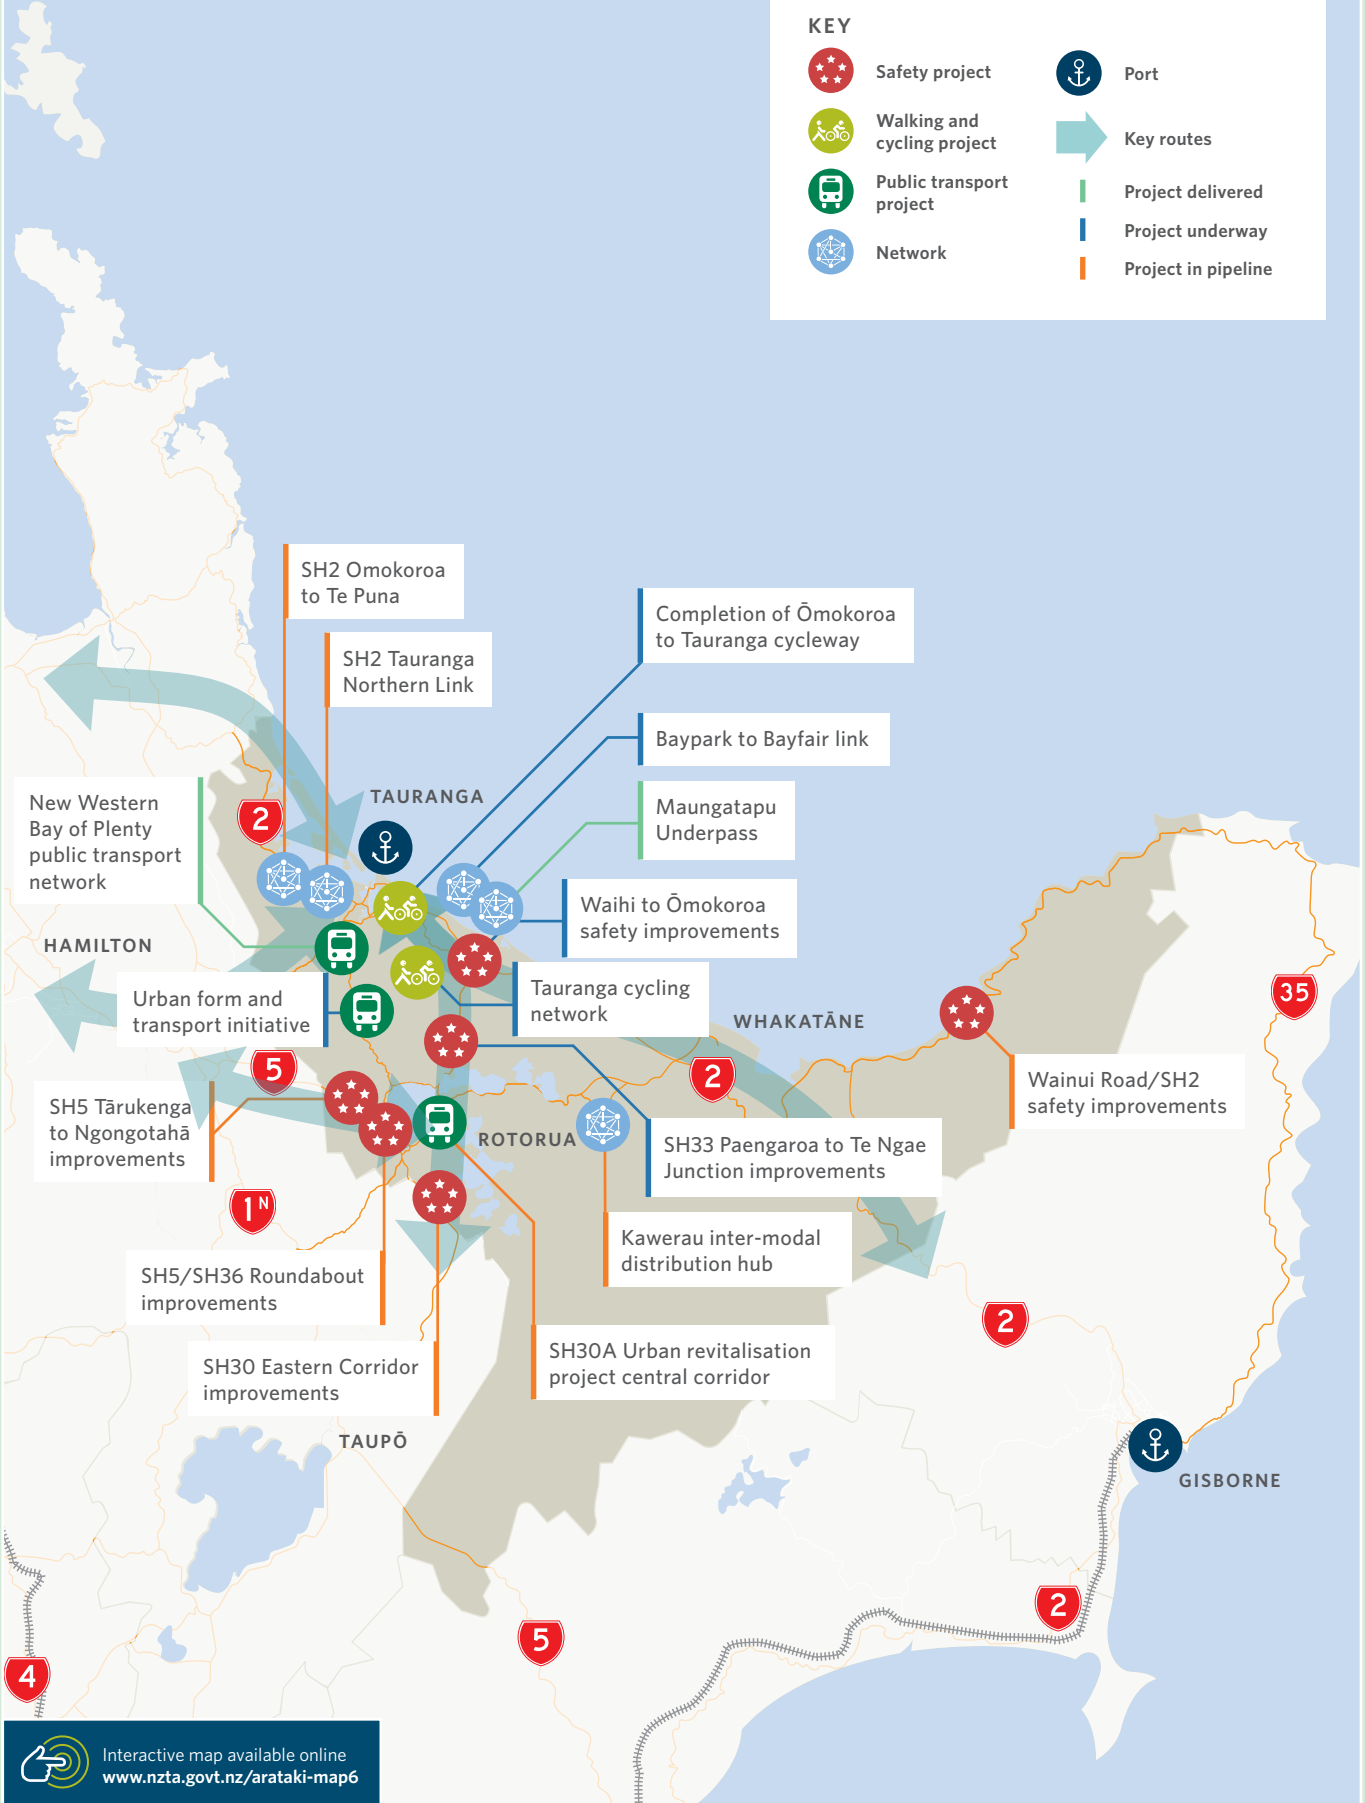 KEY
Safety project
Walking and
cycling project
Public transport
project
Network
Port
Key routes
Project delivered
Project underway
Project in pipeline
SH2 Omokoroa
to Te Puna
SH2 Tauranga
Northern Link
Completion of Ōmokoroa
to Tauranga cycleway
Baypark to Bayfair link
Maungatapu
Underpass
TAURANGA
2
New Western
Bay of Plenty
public transport
network
Waihi to Ōmokoroa
safety improvements
HAMILTON
Urban form and
transport initiative
Tauranga cycling
network
WHAKATĀNE
35
5
2
Wainui Road/SH2
safety improvements
SH5 Tārukenga
to Ngongotahā
improvements
ROTORUA
SH33 Paengaroa to Te Ngae
Junction improvements
1N
Kawerau inter-modal
distribution hub
SH5/SH36 Roundabout
improvements
2
SH30 Eastern Corridor
improvements
SH30A Urban revitalisation
project central corridor
TAUPŌ
GISBORNE
2
5
4
Interactive map available online
www.nzta.govt.nz/arataki-map6